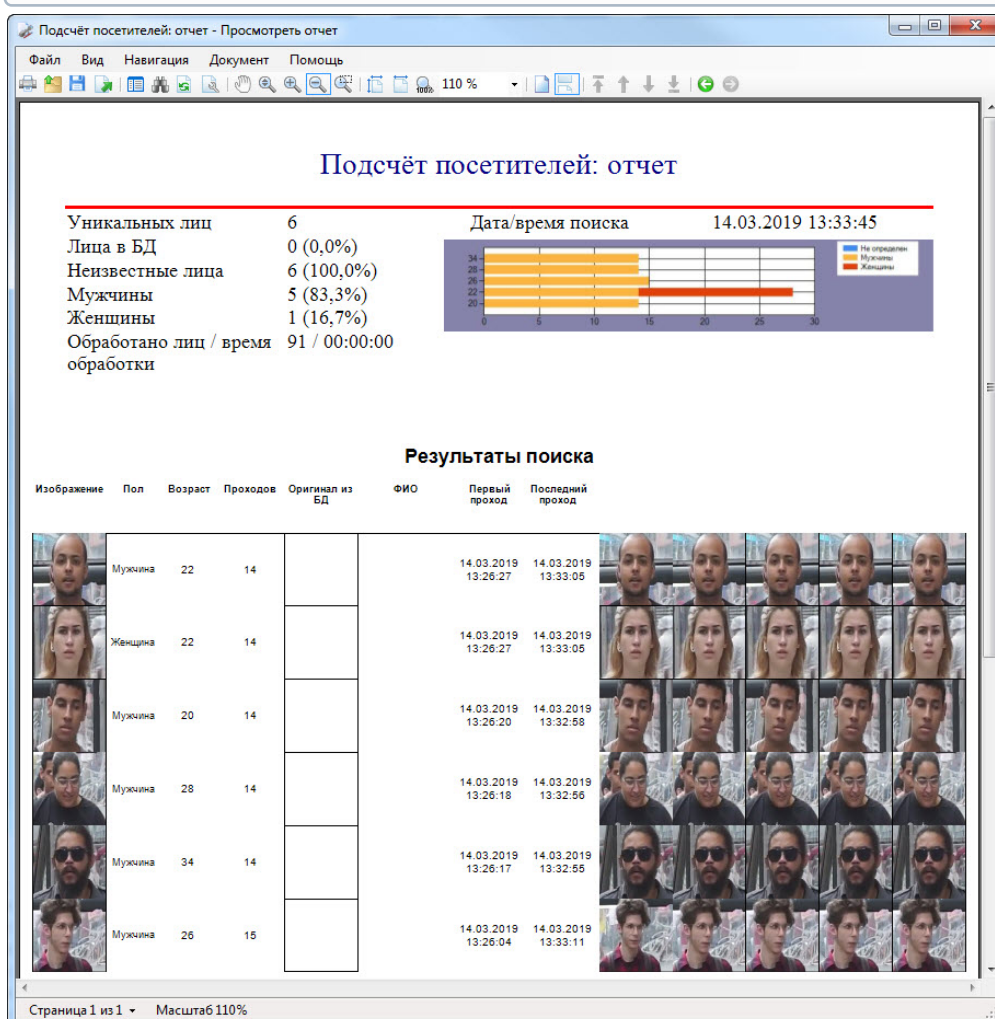 Подсчёт посетителей: отчет - Просмотреть отчет
Файл Вид Навигация Документ Помощь
100% 110 %
Подсчёт посетителей: отчет
Уникальных лиц 6 Дата/время поиска 14.03.2019 13:33:45
Лица в БД 0 (0,0%)
Неизвестные лица 6 (100,0%)
Мужчины 5 (83,3%)
Женщины 1 (16,7%)
Обработано лиц / время 91 / 00:00:00
обработки
34
28
26
22
20
0 5 10 15 20 25 30
Не определен
Мужчины
Женщины
Результаты поиска
Изображение Пол Возраст Проходов Оригинал из ФИО Первый Последний
БД проход проход
Мужчина 22 14 14.03.2019 14.03.2019
13:26:27 13:33:05
Женщина 22 14 14.03.2019 14.03.2019
13:26:27 13:33:05
Мужчина 20 14 14.03.2019 14.03.2019
13:26:20 13:32:58
Мужчина 28 14 14.03.2019 14.03.2019
13:26:18 13:32:56
Мужчина 34 14 14.03.2019 14.03.2019
13:26:17 13:32:55
Мужчина 26 15 14.03.2019 14.03.2019
13:26:04 13:33:11
Страница 1 из 1 Масштаб 110%